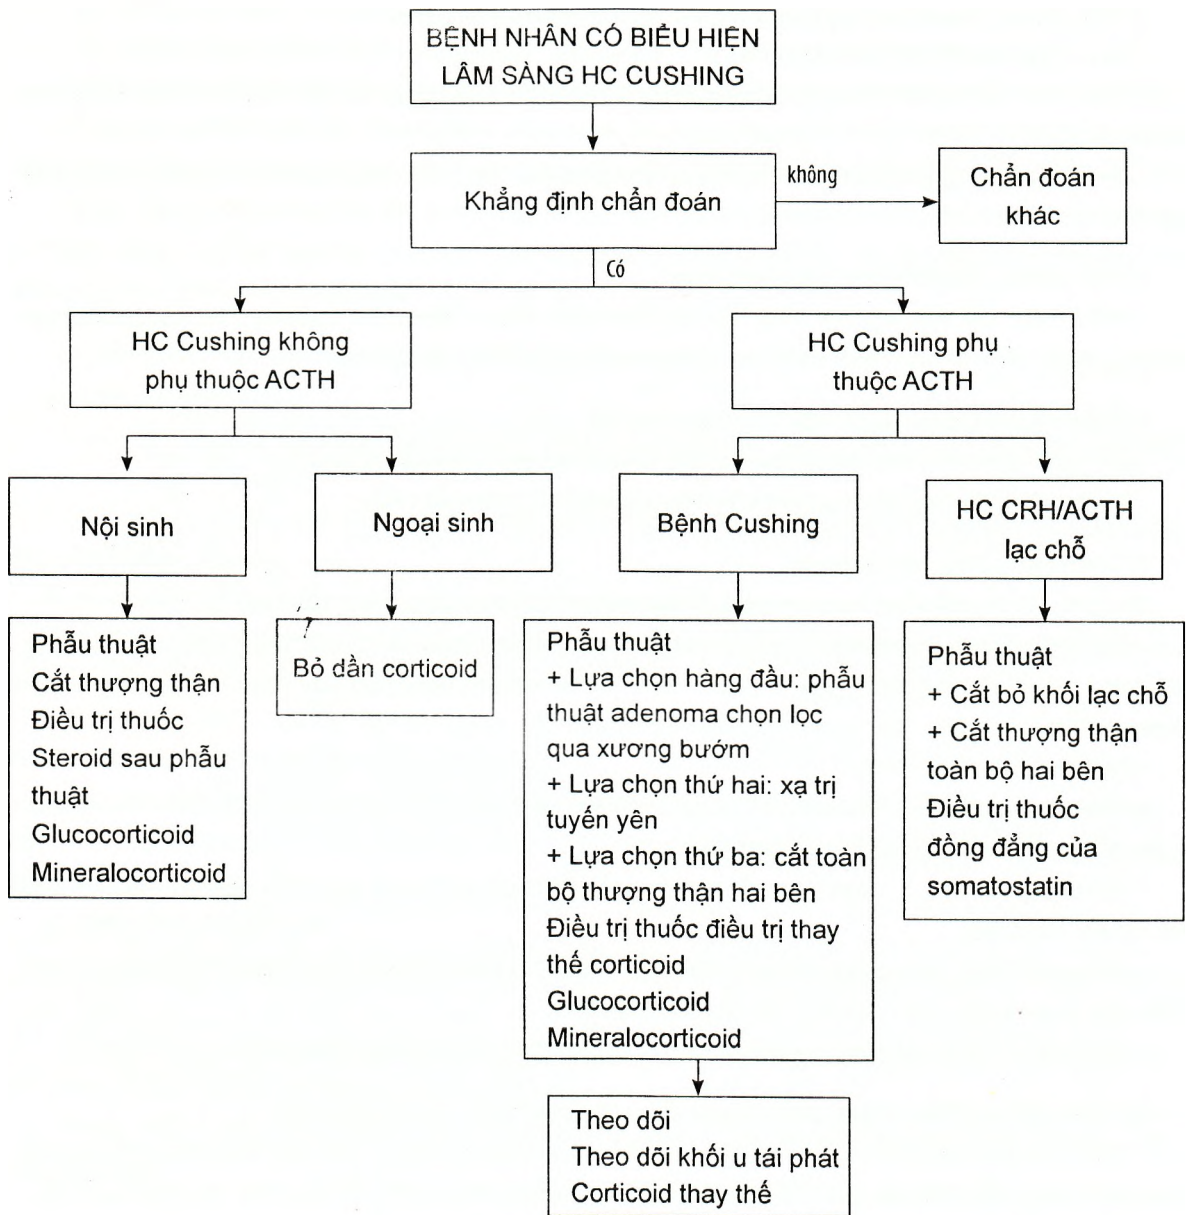 BỆNH NHÂN CÓ BIỂU HIỆN
LÂM SÀNG HC CUSHING
Khẳng định chẩn đoán
không
Chẩn đoán
khác
Có
HC Cushing không
phụ thuộc ACTH
HC Cushing phụ
thuộc ACTH
Nội sinh
Ngoại sinh
Bệnh Cushing
HC CRH/ACTH
lạc chỗ
Phẫu thuật
Cắt thượng thận
Điều trị thuốc
Steroid sau phẫu
thuật
Glucocorticoid
Mineralocorticoid
Bỏ dần corticoid
Phẫu thuật
+ Lựa chọn hàng đầu: phẫu
thuật adenoma chọn lọc
qua xương bướm
+ Lựa chọn thứ hai: xạ trị
tuyến yên
+ Lựa chọn thứ ba: cắt toàn
bộ thượng thận hai bên
Điều trị thuốc điều trị thay
thế corticoid
Glucocorticoid
Mineralocorticoid
Phẫu thuật
+ Cắt bỏ khối lạc chỗ
+ Cắt thượng thận
toàn bộ hai bên
Điều trị thuốc
đồng đẳng của
somatostatin
Theo dõi
Theo dõi khối u tái phát
Corticoid thay thế